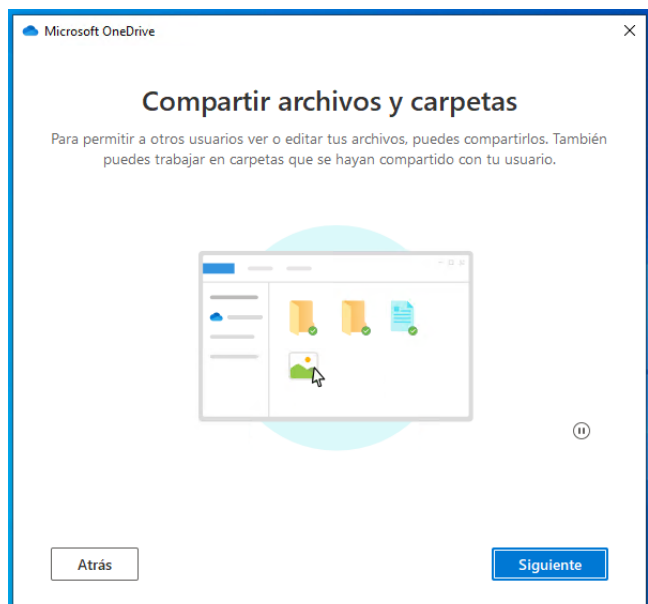 Microsoft OneDrive
Compartir archivos y carpetas
Para permitir a otros usuarios ver o editar tus archivos, puedes compartirlos. También
puedes trabajar en carpetas que se hayan compartido con tu usuario.
Atrás
Siguiente